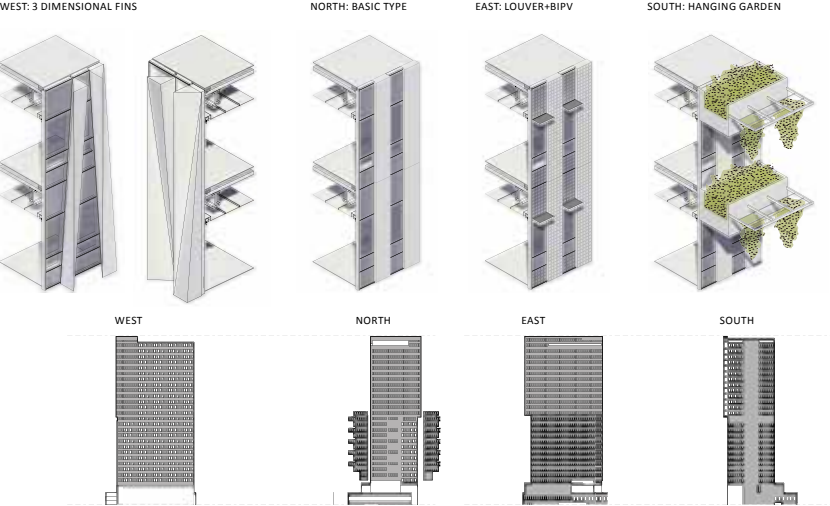 WEST: 3 DIMENSIONAL FINS
NORTH: BASIC TYPE
EAST: LOUVER+BIPV
SOUTH: HANGING GARDEN
WEST
NORTH
EAST
SOUTH